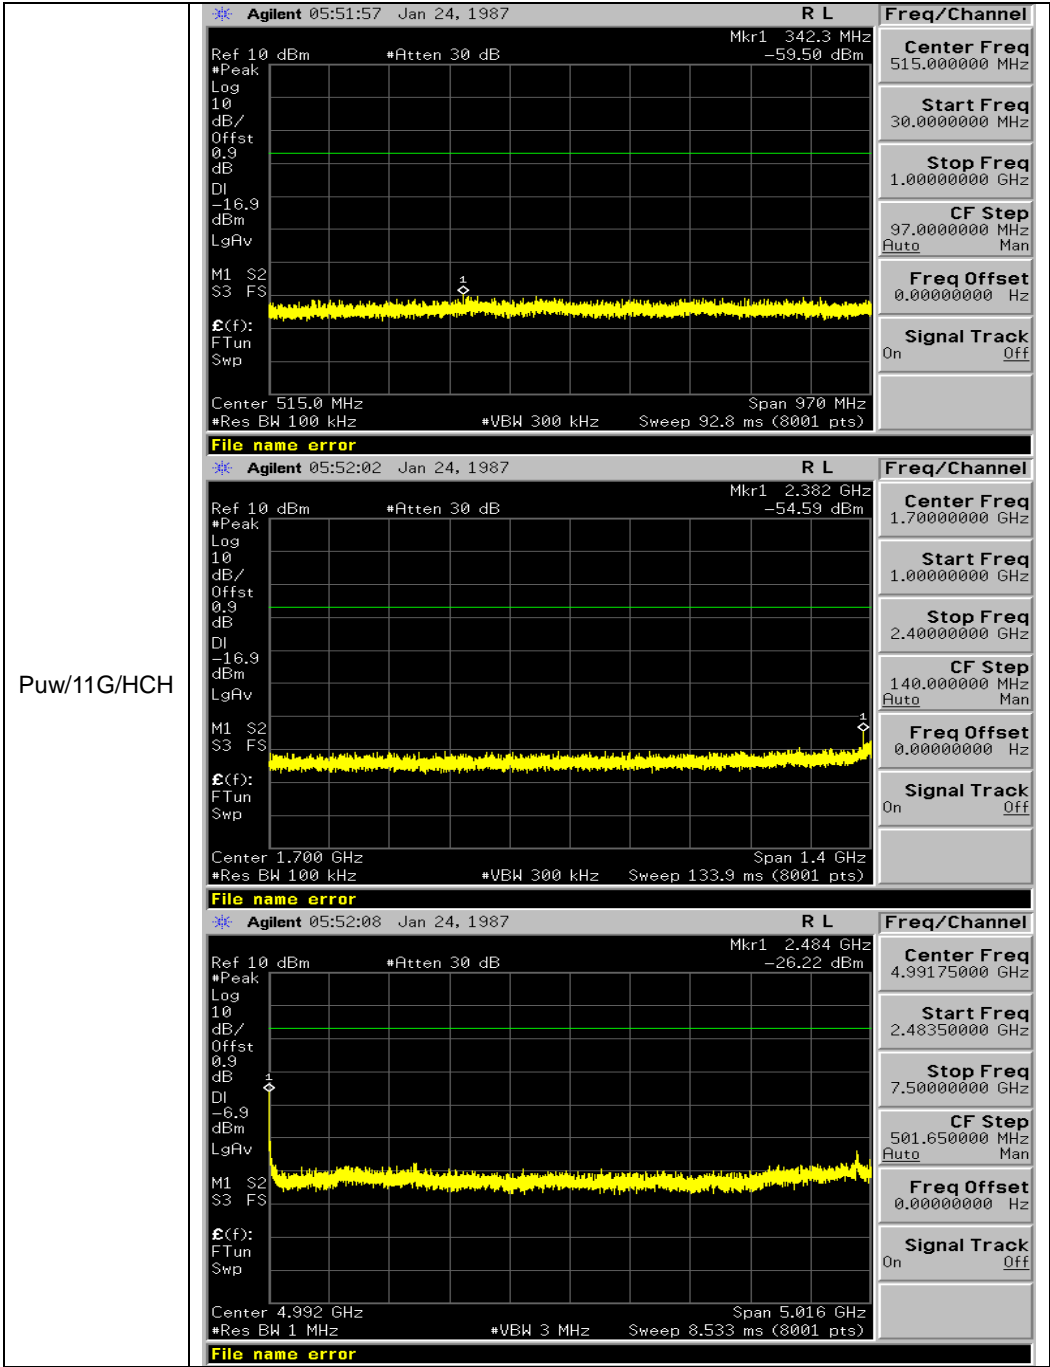 Puw/11G/HCH
Agilent 05:51:57 Jan 24, 1987 R L
Freq/Channel
Mkr1 342.3 MHz
Ref 10 dBm #Atten 30 dB -59.50 dBm
#Peak
Log
10
dB/
Offst
0.9
dB
DI
-16.9
dBm
LgAv
M1 S2
S3 FS
£(f):
FTun
Swp
1
Center 515.0 MHz Span 970 MHz
#Res BW 100 kHz #VBW 300 kHz Sweep 92.8 ms (8001 pts)
Center Freq
515.000000 MHz
Start Freq
30.0000000 MHz
Stop Freq
1.00000000 GHz
CF Step
97.0000000 MHz
Auto Man
Freq Offset
0.00000000 Hz
Signal Track
On Off
File name error
Agilent 05:52:02 Jan 24, 1987 R L
Freq/Channel
Mkr1 2.382 GHz
Ref 10 dBm #Atten 30 dB -54.59 dBm
#Peak
Log
10
dB/
Offst
0.9
dB
DI
-16.9
dBm
LgAv
M1 S2
S3 FS
£(f):
FTun
Swp
1
Center 1.700 GHz Span 1.4 GHz
#Res BW 100 kHz #VBW 300 kHz Sweep 133.9 ms (8001 pts)
Center Freq
1.70000000 GHz
Start Freq
1.00000000 GHz
Stop Freq
2.40000000 GHz
CF Step
140.000000 MHz
Auto Man
Freq Offset
0.00000000 Hz
Signal Track
On Off
File name error
Agilent 05:52:08 Jan 24, 1987 R L
Freq/Channel
Mkr1 2.484 GHz
Ref 10 dBm #Atten 30 dB -26.22 dBm
#Peak
Log
10
dB/
Offst
0.9
dB
DI
-6.9
dBm
LgAv
M1 S2
S3 FS
£(f):
FTun
Swp
1
Center 4.992 GHz Span 5.016 GHz
#Res BW 1 MHz #VBW 3 MHz Sweep 8.533 ms (8001 pts)
Center Freq
4.99175000 GHz
Start Freq
2.48350000 GHz
Stop Freq
7.50000000 GHz
CF Step
501.650000 MHz
Auto Man
Freq Offset
0.00000000 Hz
Signal Track
On Off
File name error